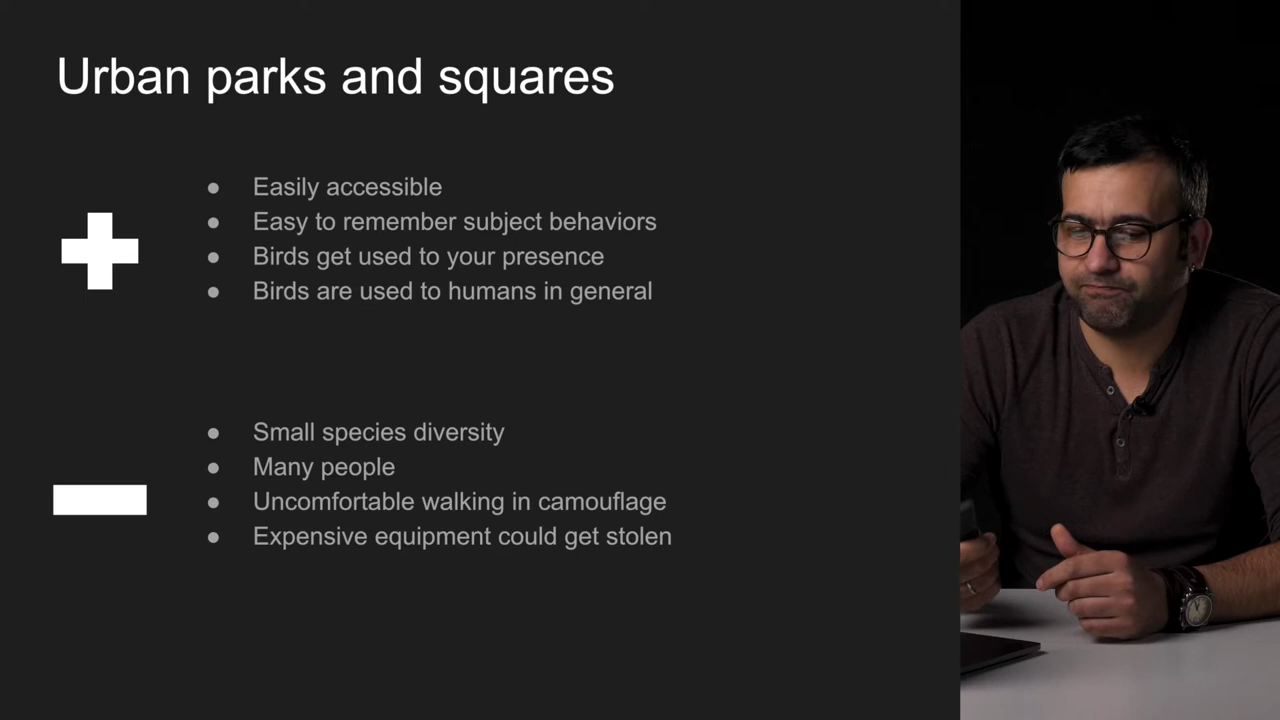 Urban parks and squares
● Easily accessible
● Easy to remember subject behaviors
● Birds get used to your presence
● Birds are used to humans in general
● Small species diversity
● Many people
● Uncomfortable walking in camouflage
● Expensive equipment could get stolen